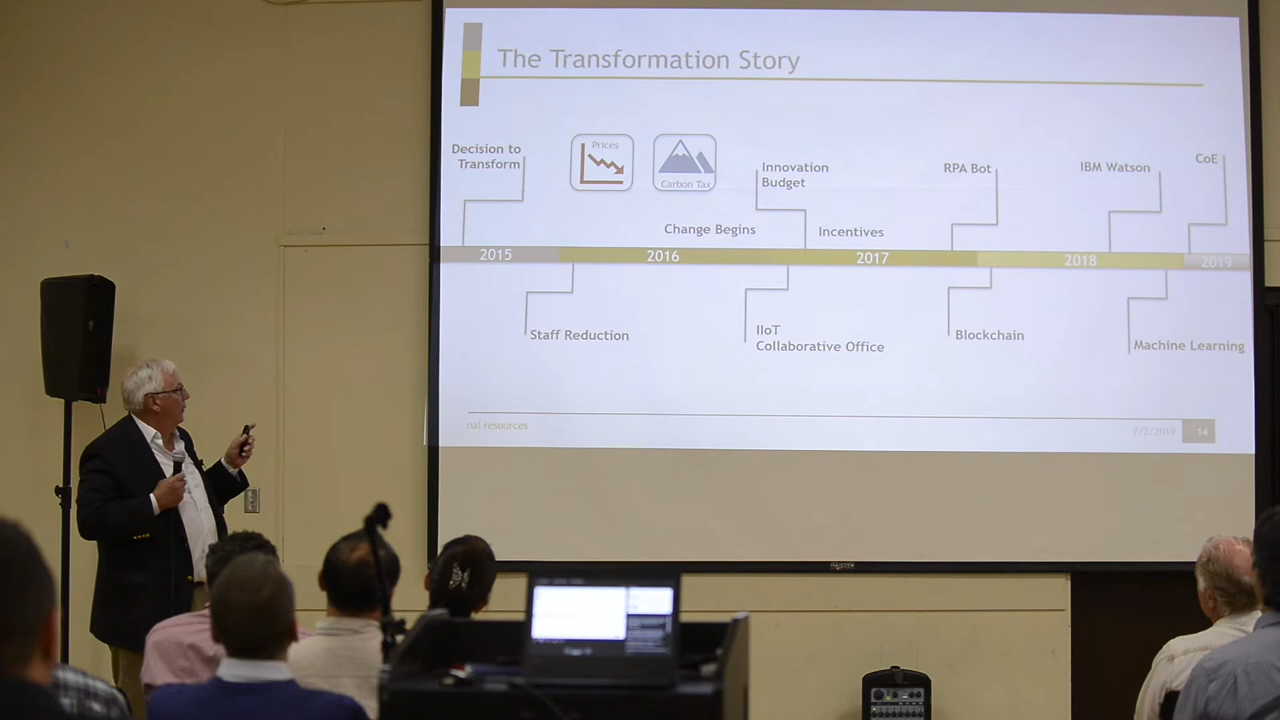 The Transformation Story
Decision to
Transform
Prices
Carbon Tax
Innovation
Budget
RPA Bot
IBM Watson
CoE
Change Begins
Incentives
2015
2016
2017
2018
2019
Staff Reduction
IIoT
Collaborative Office
Blockchain
Machine Learning
nal resources
7/2/2019
14